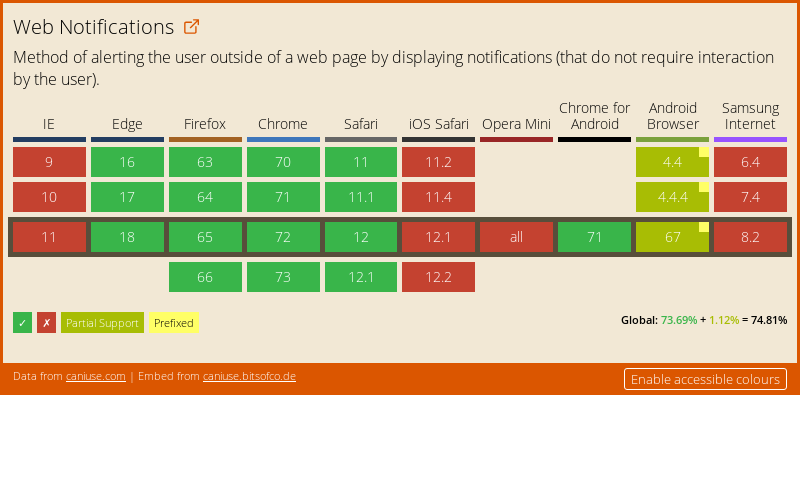 Web Notifications
Method of alerting the user outside of a web page by displaying notifications (that do not require interaction
by the user).
IE Edge Firefox Chrome Safari iOS Safari Opera Mini Chrome for Android Android Browser Samsung Internet
9 16 63 70 11 11.2 4.4 6.4
10 17 64 71 11.1 11.4 4.4.4 7.4
11 18 65 72 12 12.1 all 71 67 8.2
66 73 12.1 12.2
✓ ✗ Partial Support Prefixed Global: 73.69% + 1.12% = 74.81%
Data from caniuse.com | Embed from caniuse.bitsofco.de Enable accessible colours